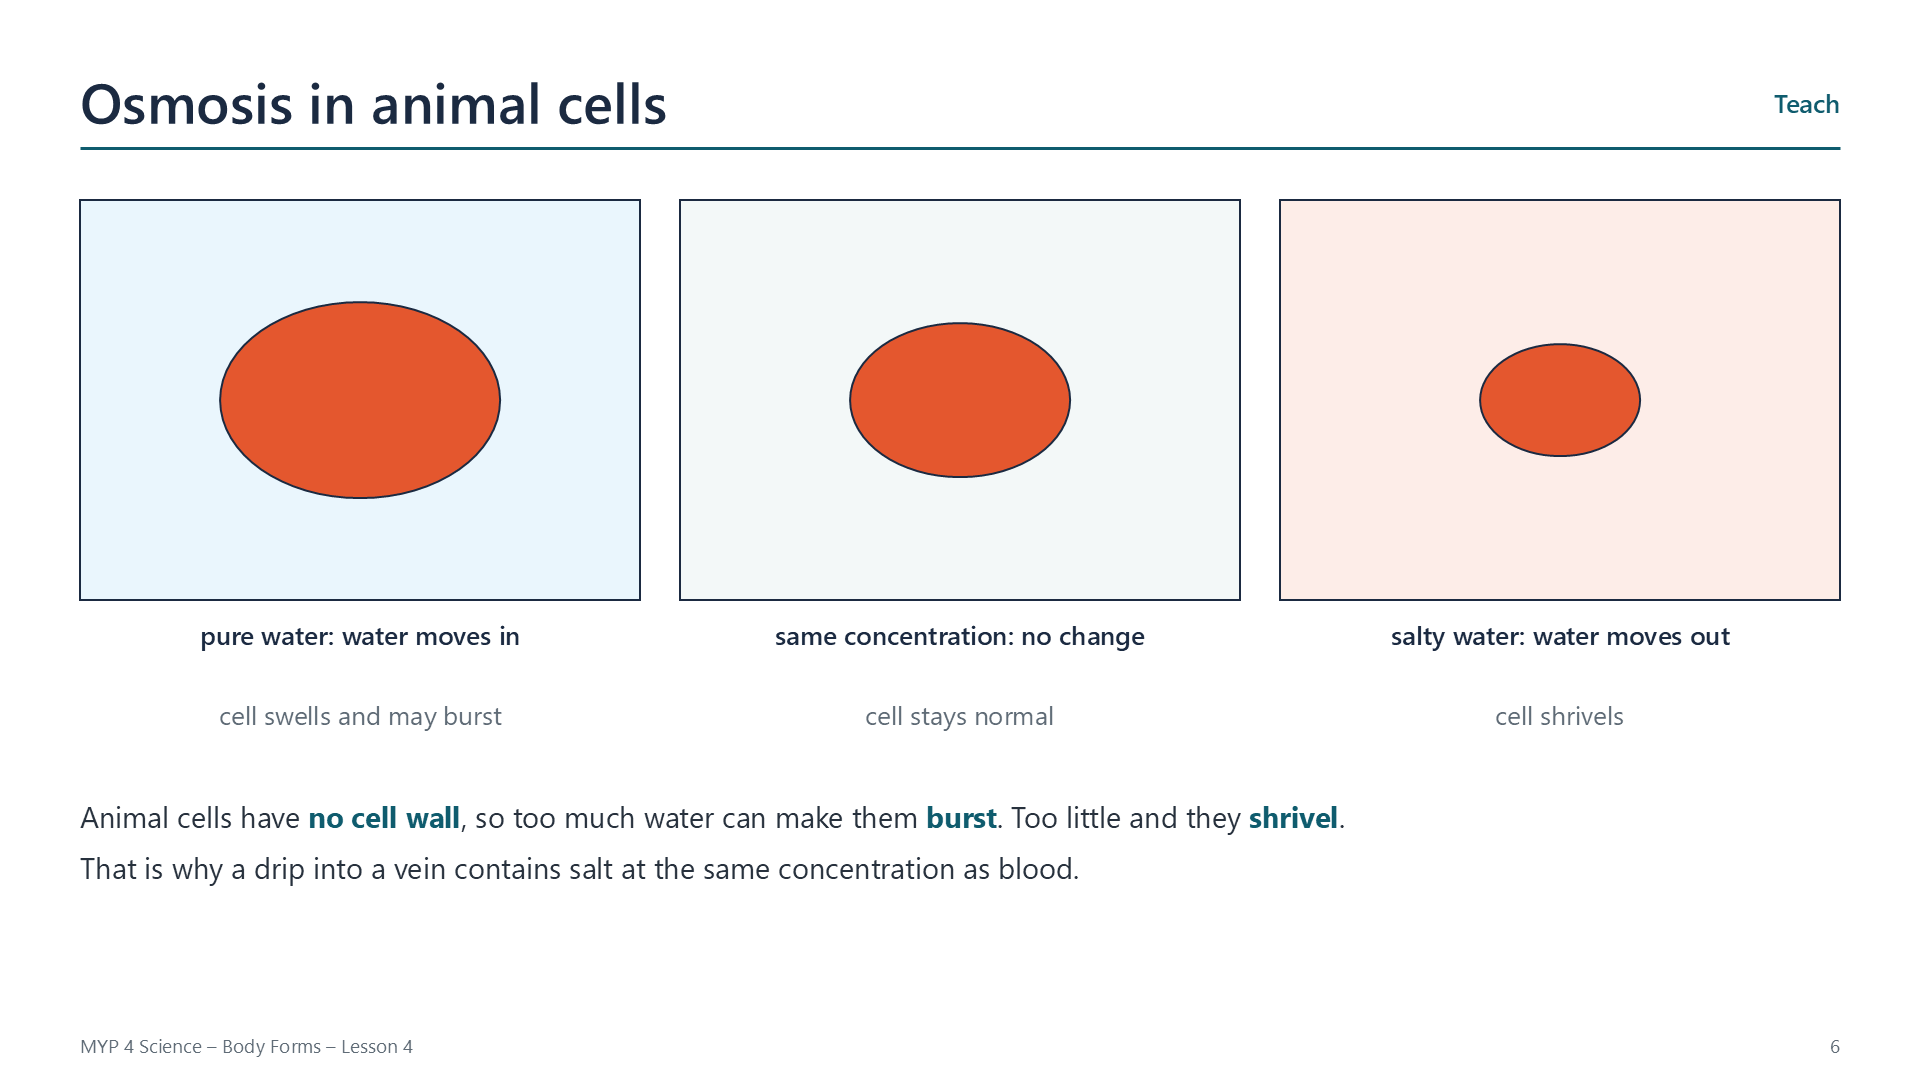 Osmosis in animal cells
Teach
pure water: water moves in
same concentration: no change
salty water: water moves out
cell swells and may burst
cell stays normal
cell shrivels
Animal cells have no cell wall, so too much water can make them burst. Too little and they shrivel.
That is why a drip into a vein contains salt at the same concentration as blood.
MYP 4 Science – Body Forms – Lesson 4
6